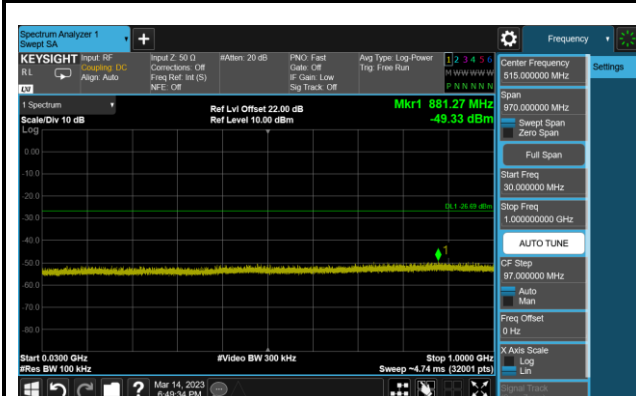 Spectrum Analyzer 1
Swept SA
Frequency
KEYSIGHT
Input: RF
Input Z: 50 Ω
#Atten: 20 dB
PNO: Fast
Avg Type: Log-Power
1 2 3 4 5 6
RL
Coupling: DC
Corrections: Off
Gate: Off
Trig: Free Run
M W W W W W
Align: Auto
Freq Ref: Int (S)
IF Gain: Low
P N N N N N
LXI
NFE: Off
Sig Track: Off
Center Frequency
515.000000 MHz
Settings
1 Spectrum
Ref Lvl Offset 22.00 dB
Mkr1 881.27 MHz
Scale/Div 10 dB
Ref Level 10.00 dBm
-49.33 dBm
Log
0.00
-10.0
-20.0
DL1 -26.69 dBm
-30.0
-40.0
1
-50.0
-60.0
-70.0
-80.0
Start 0.0300 GHz
#Video BW 300 kHz
Stop 1.0000 GHz
#Res BW 100 kHz
Sweep ~4.74 ms (32001 pts)
Span
970.000000 MHz
Swept Span
Zero Span
Full Span
Start Freq
30.000000 MHz
Stop Freq
1.000000000 GHz
AUTO TUNE
CF Step
97.000000 MHz
Auto
Man
Freq Offset
0 Hz
X Axis Scale
Log
Lin
Signal Track
?
Mar 14, 2023
6:49:34 PM